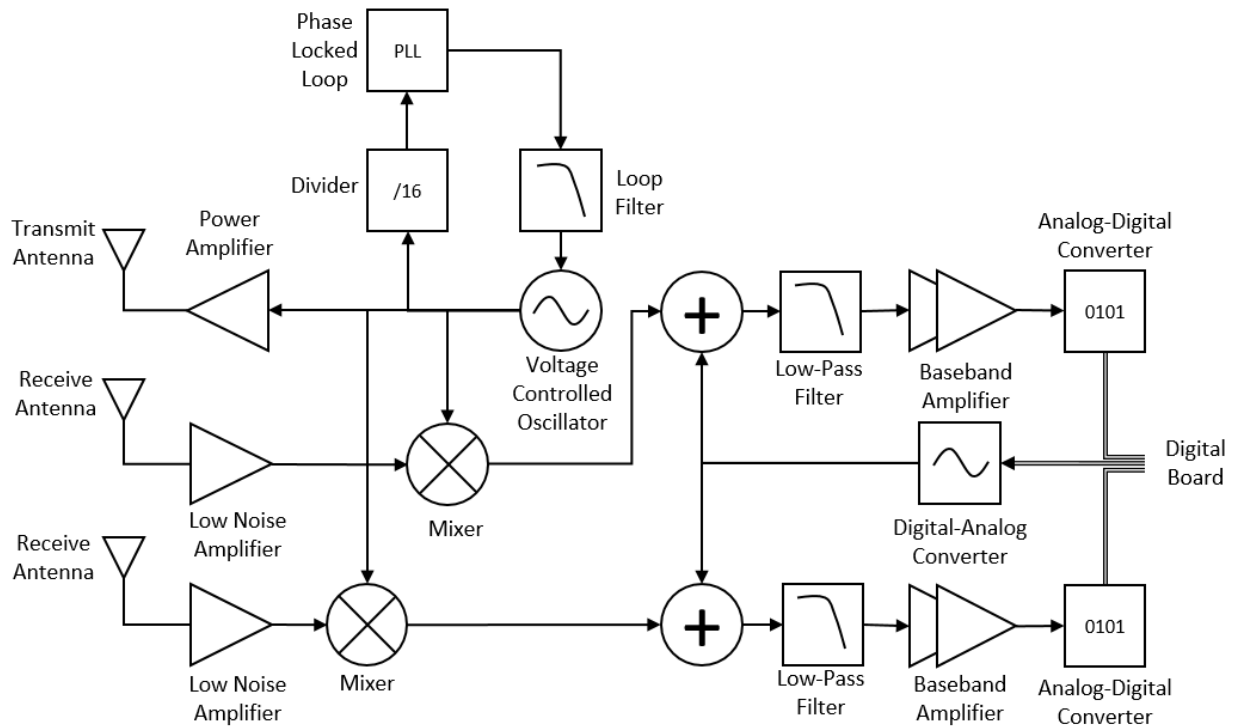 Phase
Locked
Loop
PLL
Divider
/16
Loop
Filter
Transmit
Antenna
Power
Amplifier
Voltage
Controlled
Oscillator
+
Low-Pass
Filter
Baseband
Amplifier
Analog-Digital
Converter
0101
Receive
Antenna
Low Noise
Amplifier
Mixer
Digital-Analog
Converter
Digital
Board
Receive
Antenna
Low Noise
Amplifier
Mixer
+
Low-Pass
Filter
Baseband
Amplifier
0101
Analog-Digital
Converter